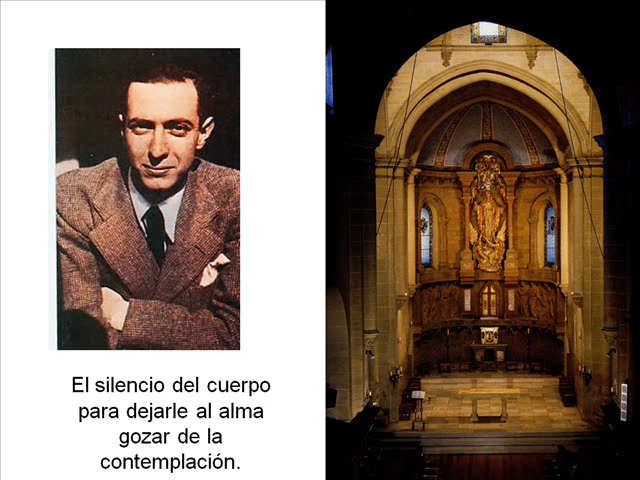 El silencio del cuerpo
para dejarle al alma
gozar de la
contemplación.